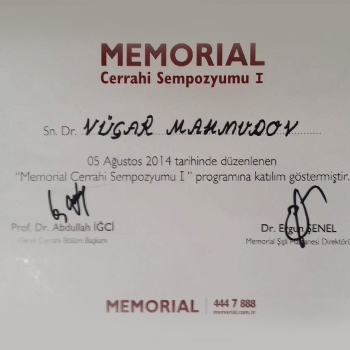 MEMORIAL
Cerrahi Sempozyumu I
Sn. Dr. VÜGAR MAHMUDOV
05 Ağustos 2014 tarihinde düzenlenen
“Memorial Cerrahi Sempozyumu I ” programına katılım göstermiştir.
Prof. Dr. Abdullah İĞCİ
Genel Cerrahi Bölüm Başkanı
Dr. Ergun ŞENEL
Memorial Şişli Hastanesi Direktörü
MEMORIAL 444 7 888
memorial.com.tr